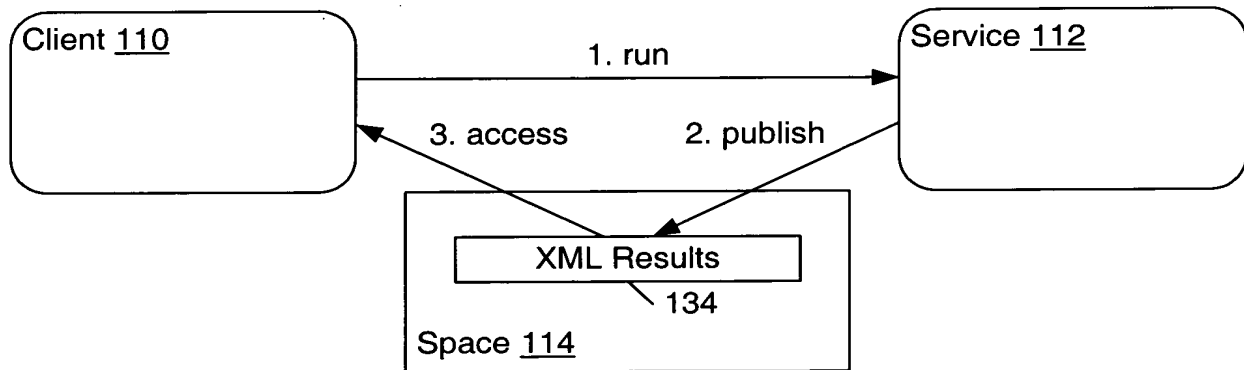 Client 110
Service 112
1. run
3. access
2. publish
XML Results
134
Space 114